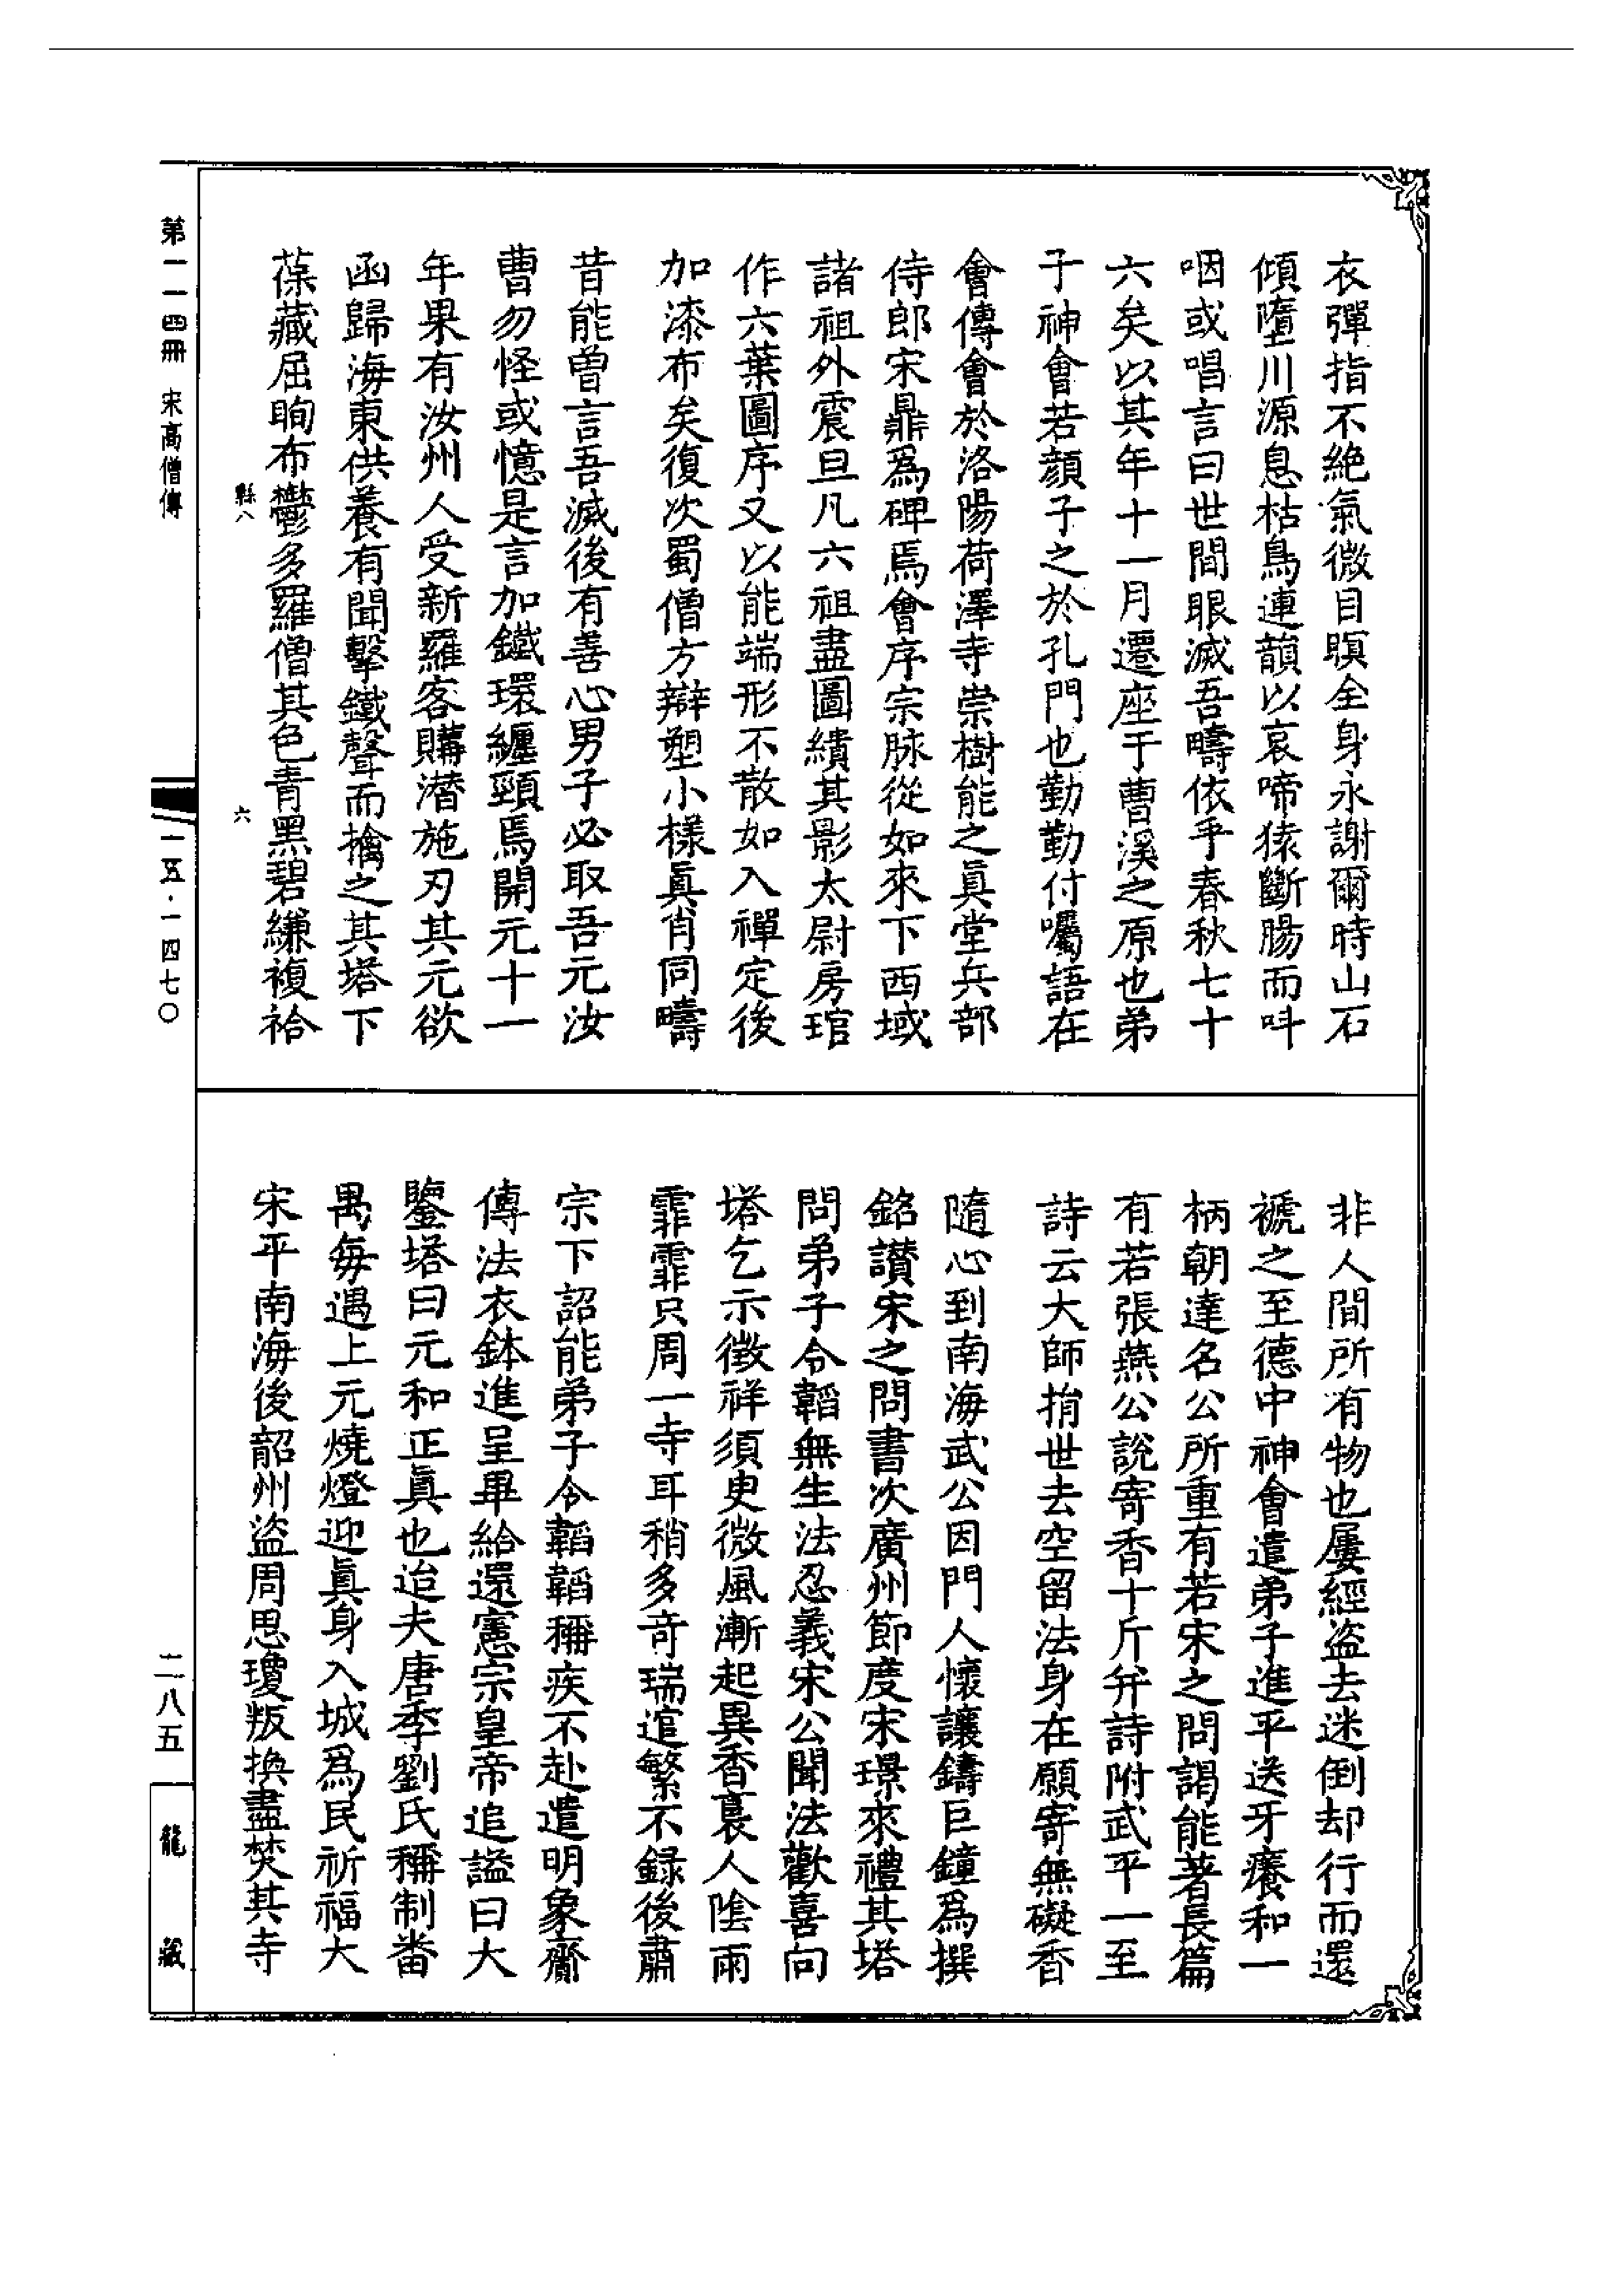 衣彈指不絶氣微目瞑全身永謝爾時山石
傾墮川源息枯鳥連韻以哀啼猿斷腸而叫
咽或唱言曰世間眼滅吾疇依乎春秋七十
六矣以其年十一月遷座于曹溪之原也弟
子神會若顔子之於孔門也勤勤付囑語在
會傳會於洛陽荷澤寺崇樹能之眞堂兵部
侍郎宋鼎爲碑焉會序宗脉從如來下西域
諸祖外震旦凡六祖盡圖繢其影太尉房琯
作六葉圖序又以能端形不散如入禪定後
加漆布矣復次蜀僧方辯塑小樣眞肖同疇
昔能曽言吾滅後有善心男子必取吾元汝
曹勿怪或憶是言加鐵環纏頸焉開元十一
年果有汝州人受新羅客購潜施刃其元欲
函歸海東供養有聞擊鐵聲而擒之其塔下
葆藏屈眴布鬱多羅僧其色青黑碧縑複袷
縣八
六
非人間所有物也屢經盗去迷倒却行而還
褫之至德中神會遣弟子進平送牙癢和一
柄朝達名公所重有若宋之問謁能著長篇
有若張燕公説寄香十斤并詩附武平一至
詩云大師捐世去空留法身在願寄無礙香
隨心到南海武公因門人懷讓鑄巨鐘爲撰
銘讃宋之問書次廣州節度宋璟來禮其塔
問弟子令韜無生法忍義宋公聞法歡喜向
塔乞示徴祥須臾微風漸起異香裛人陰雨
霏霏只周一寺耳稍多竒瑞逭繁不録後肅
宗下詔能弟子令韜韜稱疾不赴遣明象齎
傳法衣鉢進呈畢給還憲宗皇帝追謚曰大
鑒塔曰元和正眞也迨夫唐季劉氏稱制番
禺每遇上元燒燈迎眞身入城爲民祈福大
宋平南海後韶州盜周思瓊叛換盡焚其寺
第一一四冊 宋高僧傳
一五·一四七〇
二八五
龍藏